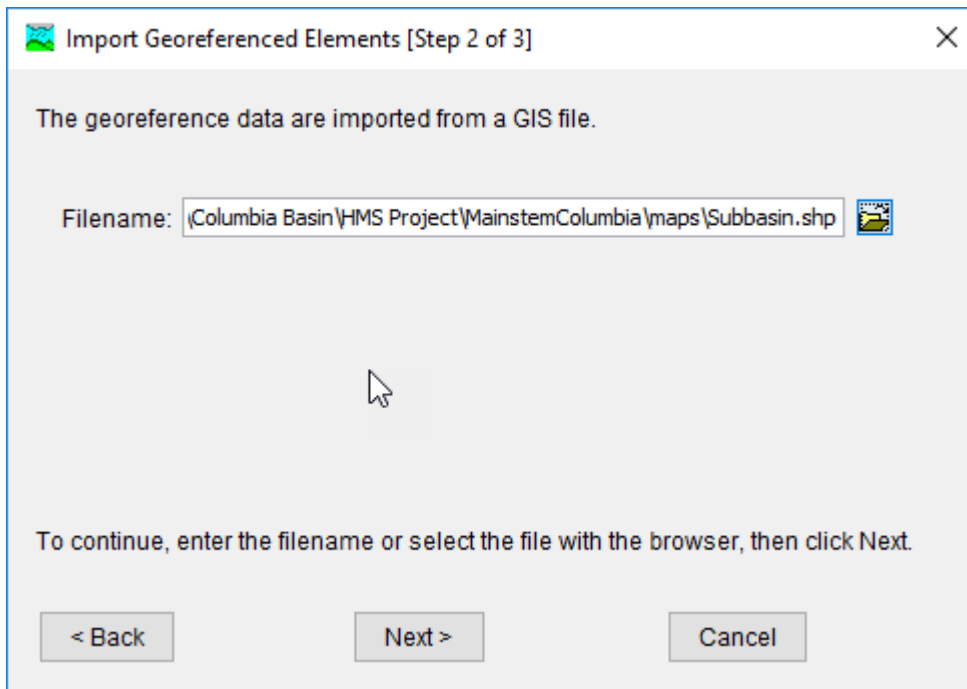 Import Georeferenced Elements [Step 2 of 3]
The georeference data are imported from a GIS file.
Filename: \Columbia Basin\HMS Project\MainstemColumbia\maps\Subbasin.shp
To continue, enter the filename or select the file with the browser, then click Next.
< Back Next > Cancel